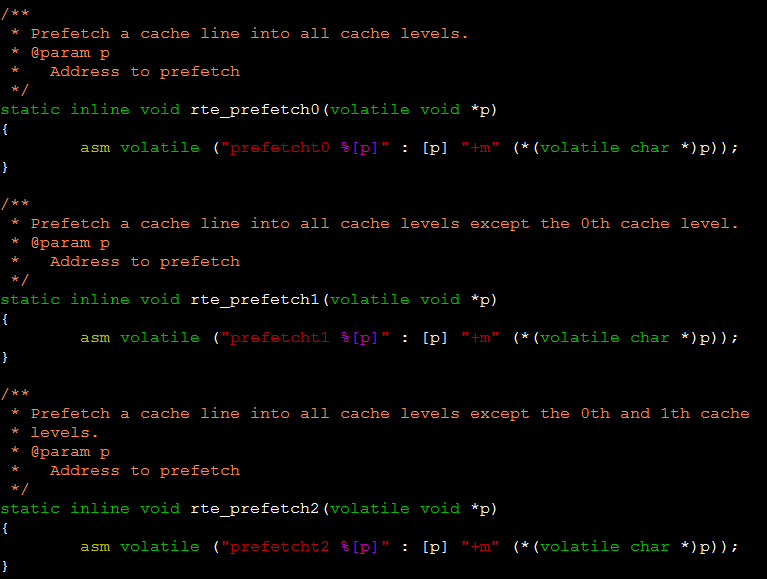 /**
 * Prefetch a cache line into all cache levels.
 * @param p
 *   Address to prefetch
 */
static inline void rte_prefetch0(volatile void *p)
{
        asm volatile ("prefetcht0 %[p]" : [p] "+m" (*(volatile char *)p));
}

/**
 * Prefetch a cache line into all cache levels except the 0th cache level.
 * @param p
 *   Address to prefetch
 */
static inline void rte_prefetch1(volatile void *p)
{
        asm volatile ("prefetcht1 %[p]" : [p] "+m" (*(volatile char *)p));
}

/**
 * Prefetch a cache line into all cache levels except the 0th and 1th cache
 * levels.
 * @param p
 *   Address to prefetch
 */
static inline void rte_prefetch2(volatile void *p)
{
        asm volatile ("prefetcht2 %[p]" : [p] "+m" (*(volatile char *)p));
}